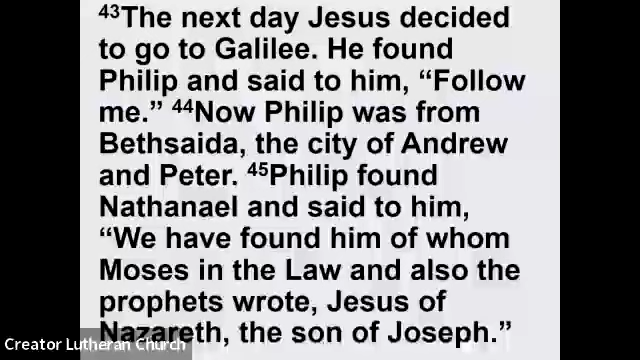 ⁴³The next day Jesus decided
to go to Galilee. He found
Philip and said to him, “Follow
me.” ⁴⁴Now Philip was from
Bethsaida, the city of Andrew
and Peter. ⁴⁵Philip found
Nathanael and said to him,
“We have found him of whom
Moses in the Law and also the
prophets wrote, Jesus of
Nazareth, the son of Joseph.”
Creator Lutheran Church